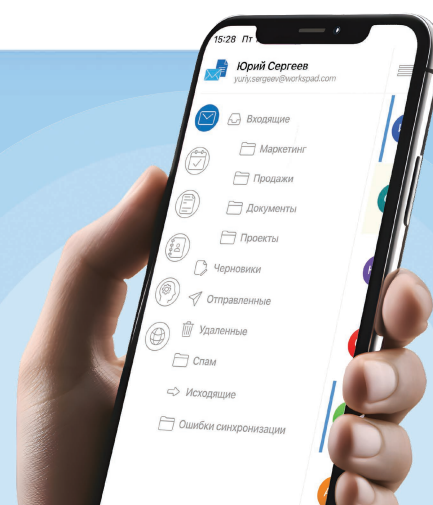 15:28 Пт
Юрий Сергеев
yuriy.sergeev@workspad.com
Входящие
Маркетинг
Продажи
Документы
Проекты
Черновики
Отправленные
Удаленные
Спам
Исходящие
Ошибки синхронизации